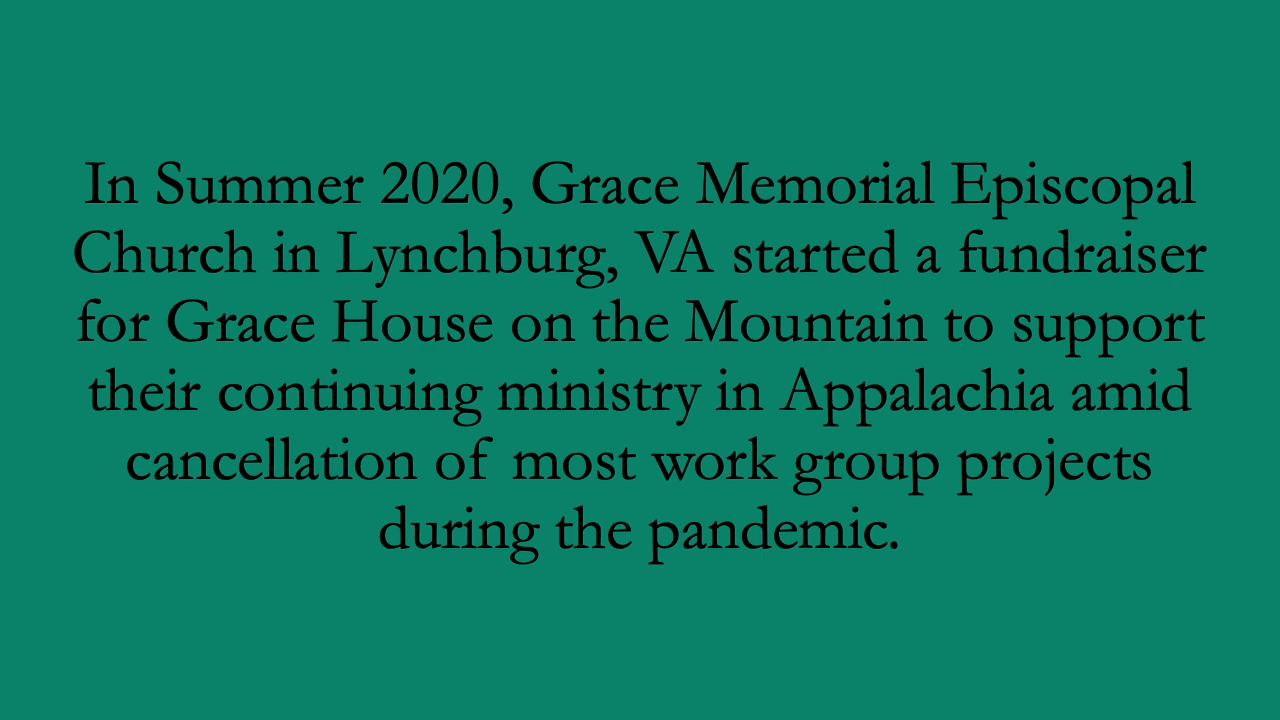 In Summer 2020, Grace Memorial Episcopal
Church in Lynchburg, VA started a fundraiser
for Grace House on the Mountain to support
their continuing ministry in Appalachia amid
cancellation of most work group projects
during the pandemic.